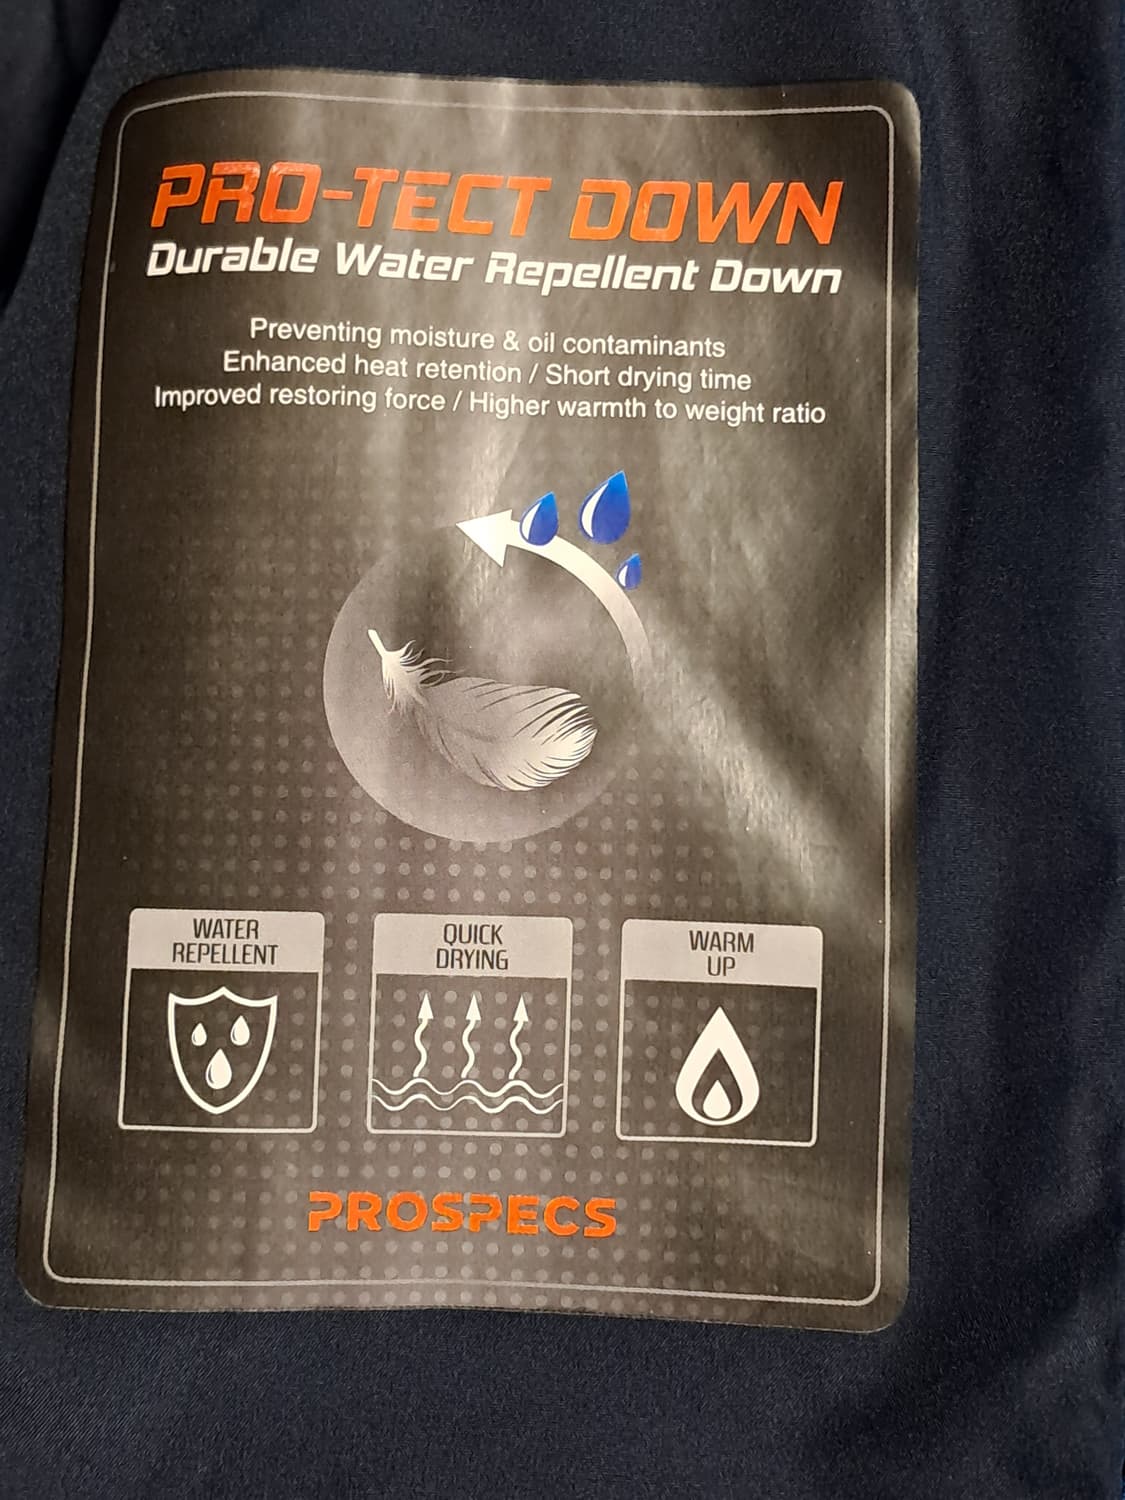 PRO-TECT DOWN
Durable Water Repellent Down
Preventing moisture & oil contaminants
Enhanced heat retention / Short drying time
Improved restoring force / Higher warmth to weight ratio
WATER
REPELLENT
QUICK
DRYING
WARM
UP
PROSPECS